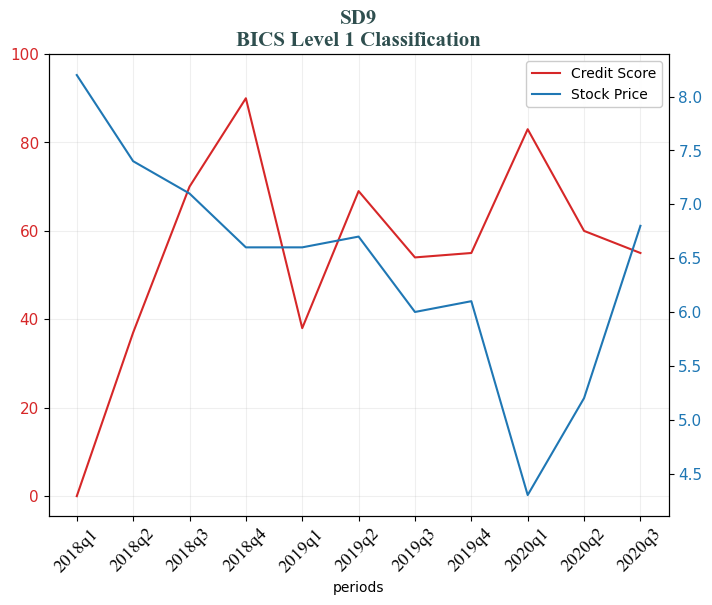 SD9
BICS Level 1 Classification
Credit Score
Stock Price
100
80
60
40
20
0
8.0
7.5
7.0
6.5
6.0
5.5
5.0
4.5
2018q1
2018q2
2018q3
2018q4
2019q1
2019q2
2019q3
2019q4
2020q1
2020q2
2020q3
periods